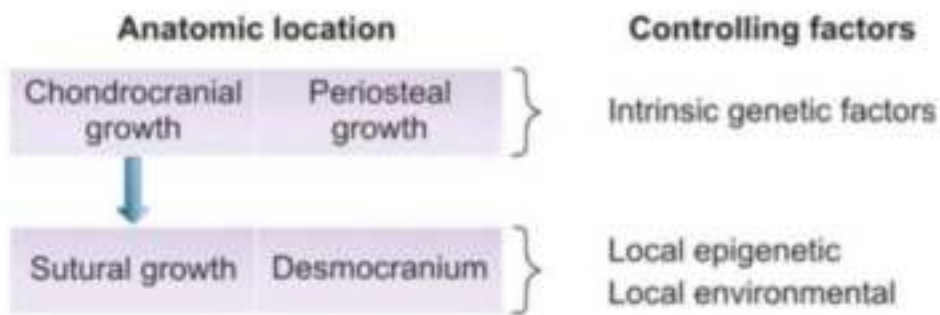 Anatomic location
Controlling factors
Chondrocranial
growth
Periosteal
growth
Intrinsic genetic factors
Sutural growth
Desmocranium
Local epigenetic
Local environmental